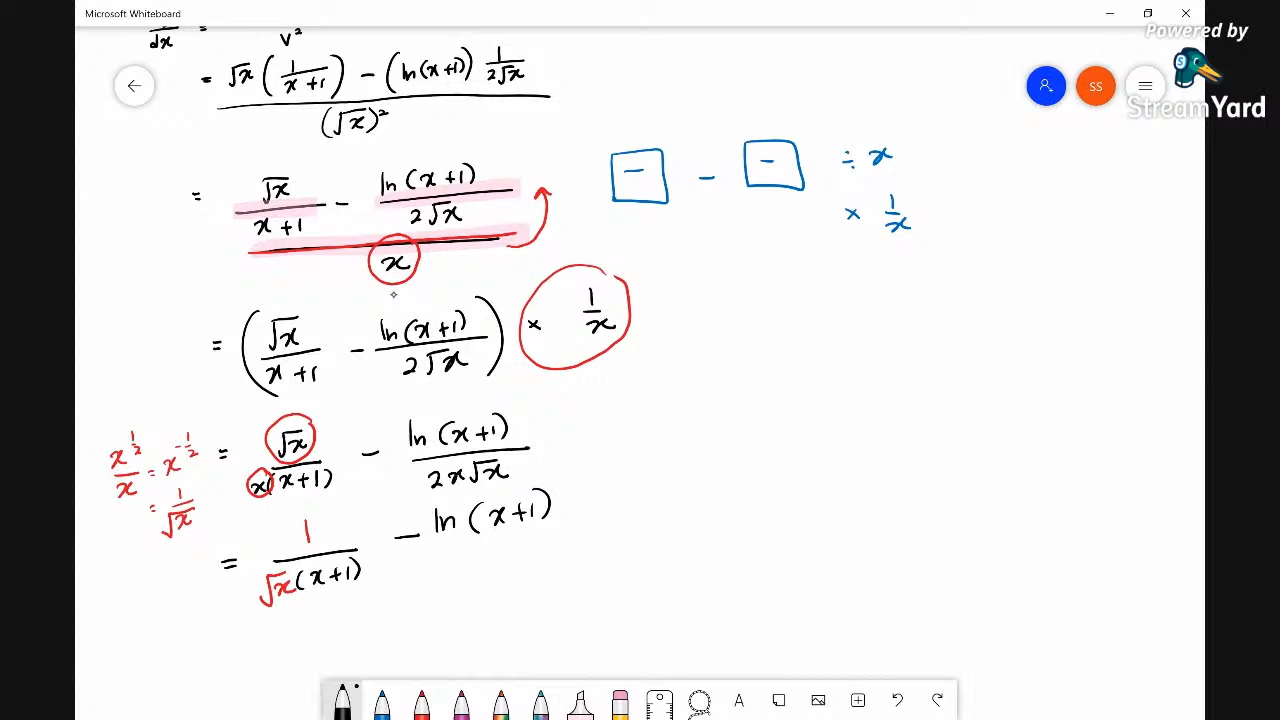 Microsoft Whiteboard
Powered by
StreamYard
SS
dx =
v²
= √x (1/(x+1)) − (ln(x+1)) 1/(2√x)
(√x)²
= √x/(x+1) − ln(x+1)/(2√x)
x
− − − ÷ x
× 1/x
= (√x/(x+1) − ln(x+1)/(2√x)) × 1/x
= √x/(x(x+1)) − ln(x+1)/(2x√x)
x^(1/2)/x = x^(-1/2)
= 1/√x
= 1/(√x(x+1)) − ln(x+1)
A